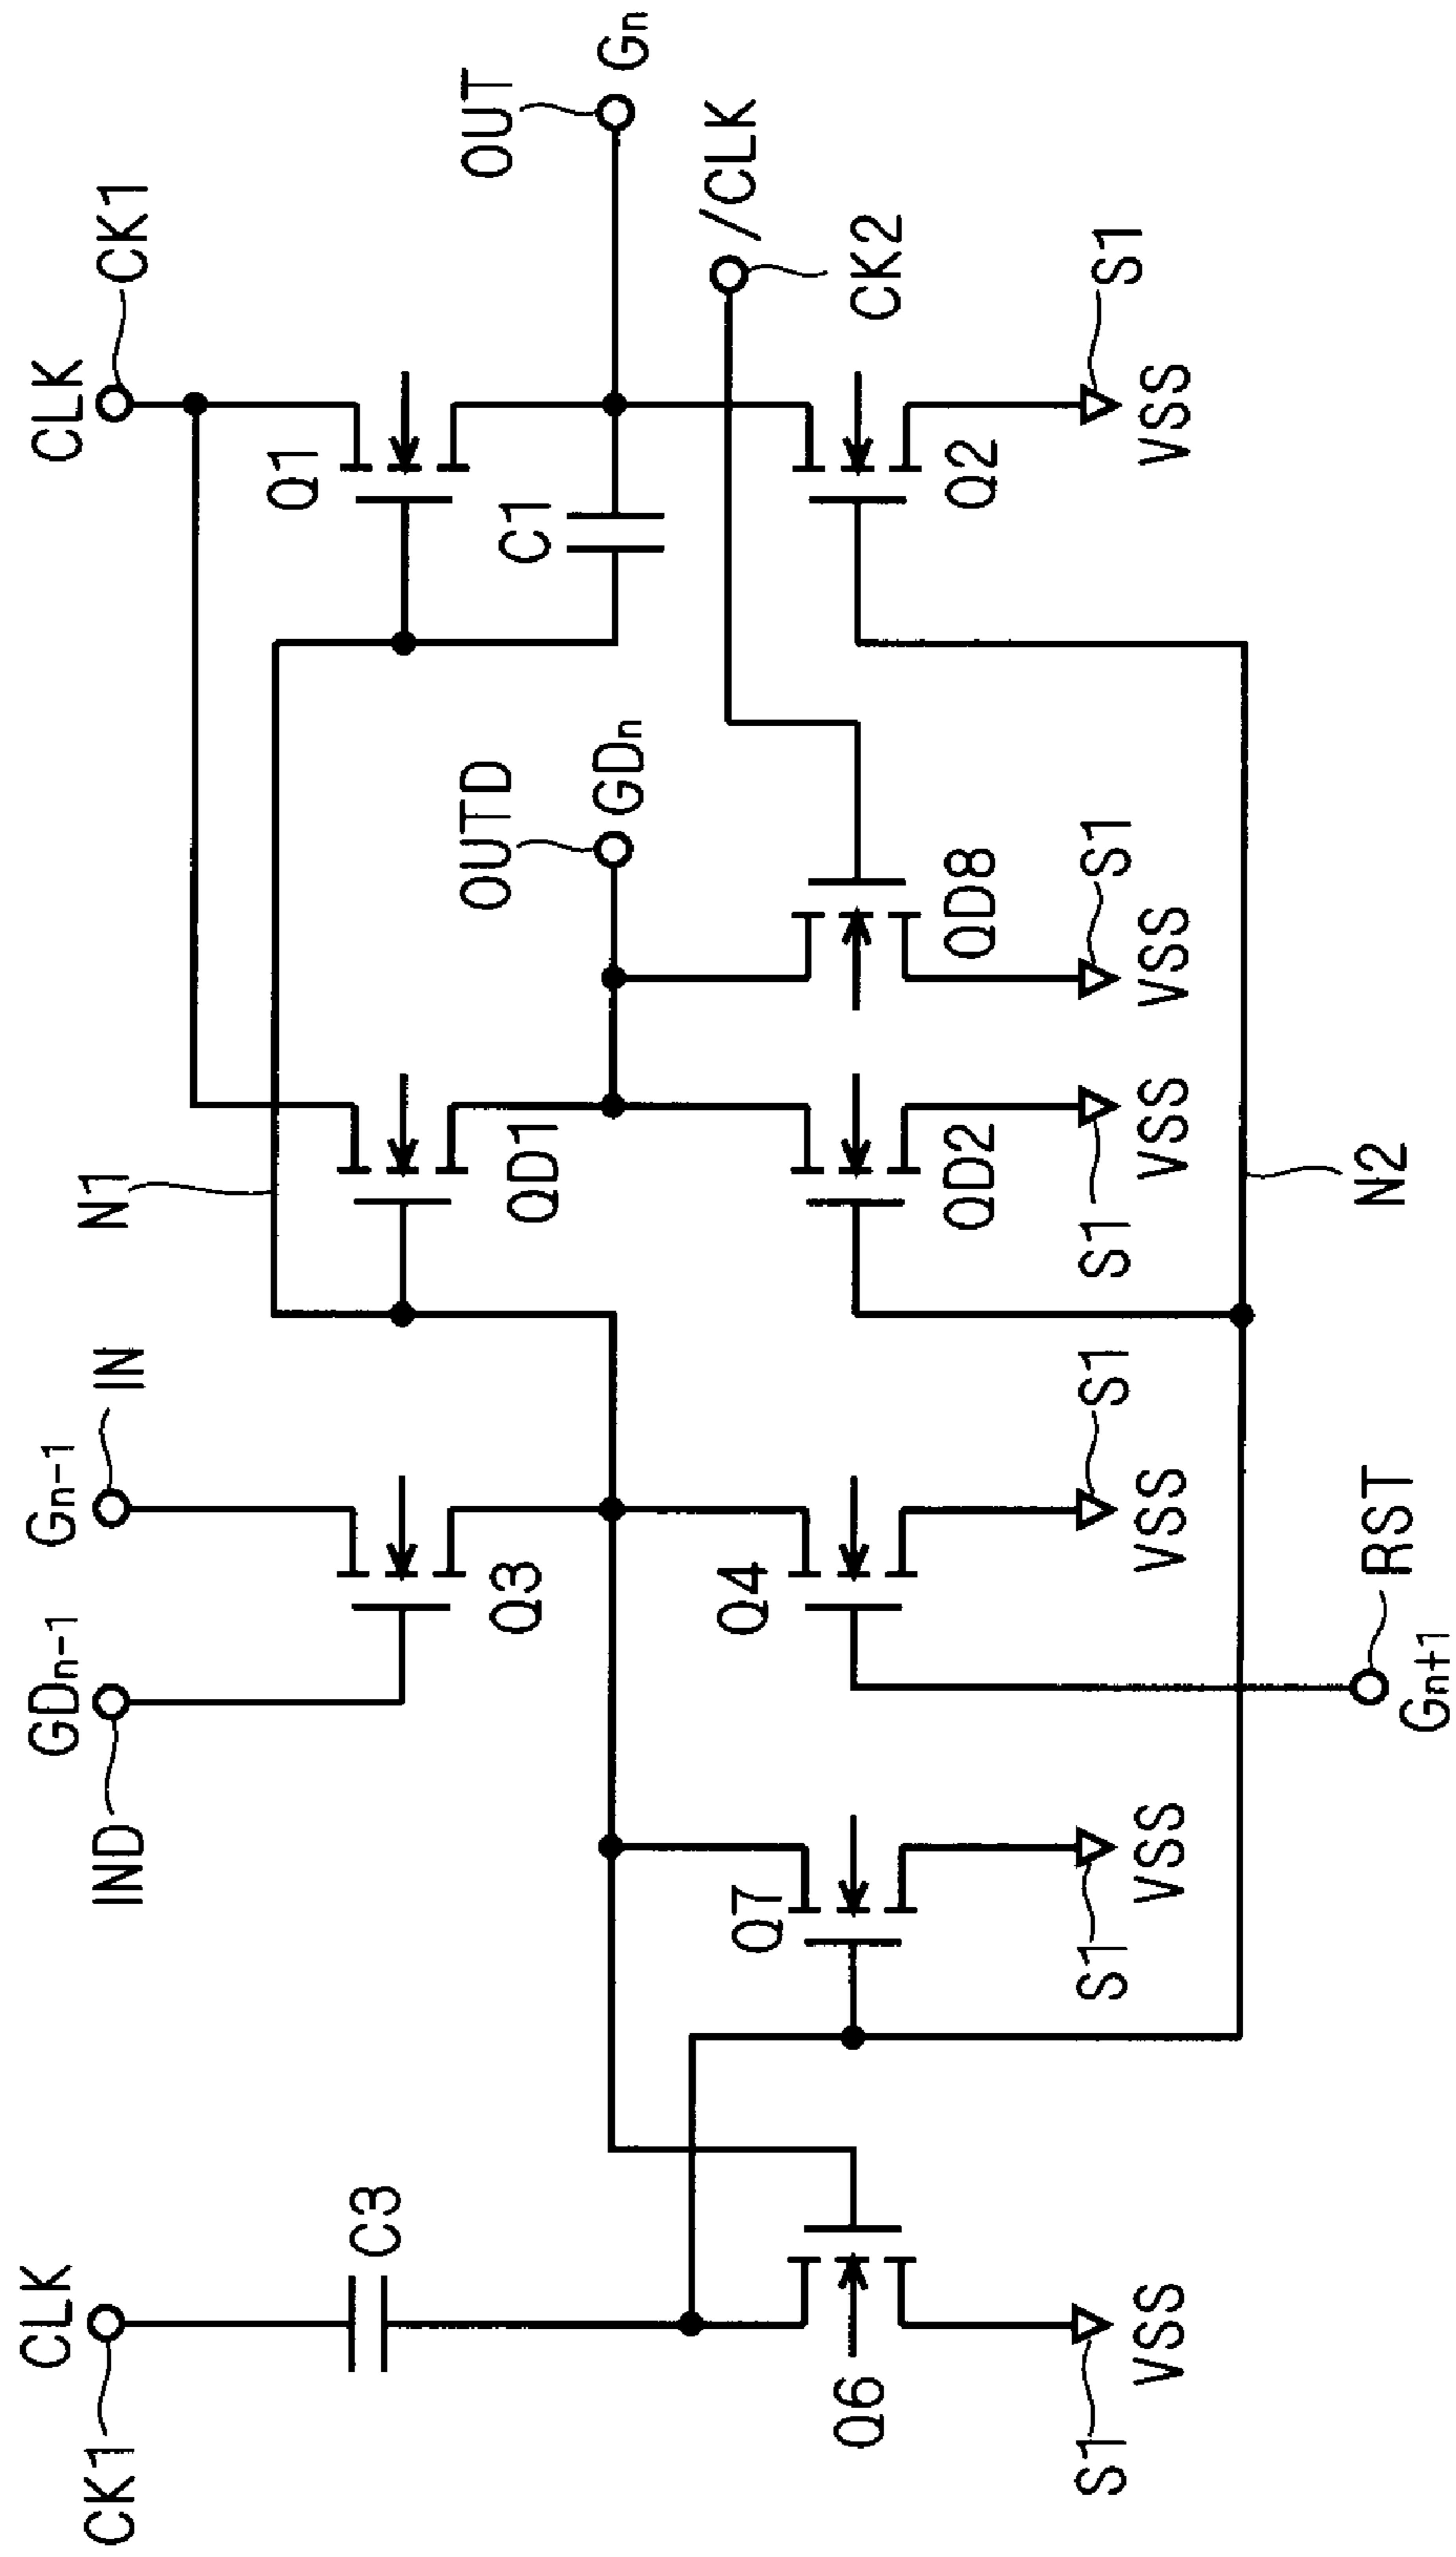 CLK
GDn-1
Gn-1
CLK
CK1
IND
IN
N1
CK1
Q1
C3
OUTD
OUT
Q3
QD1
C1
GDn
Gn
Q7
Q4
/CLK
Q6
CK2
QD2
QD8
Q2
S1
S1
S1
S1
S1
S1
VSS
VSS
VSS
VSS
VSS
VSS
RST
N2
Gn+1